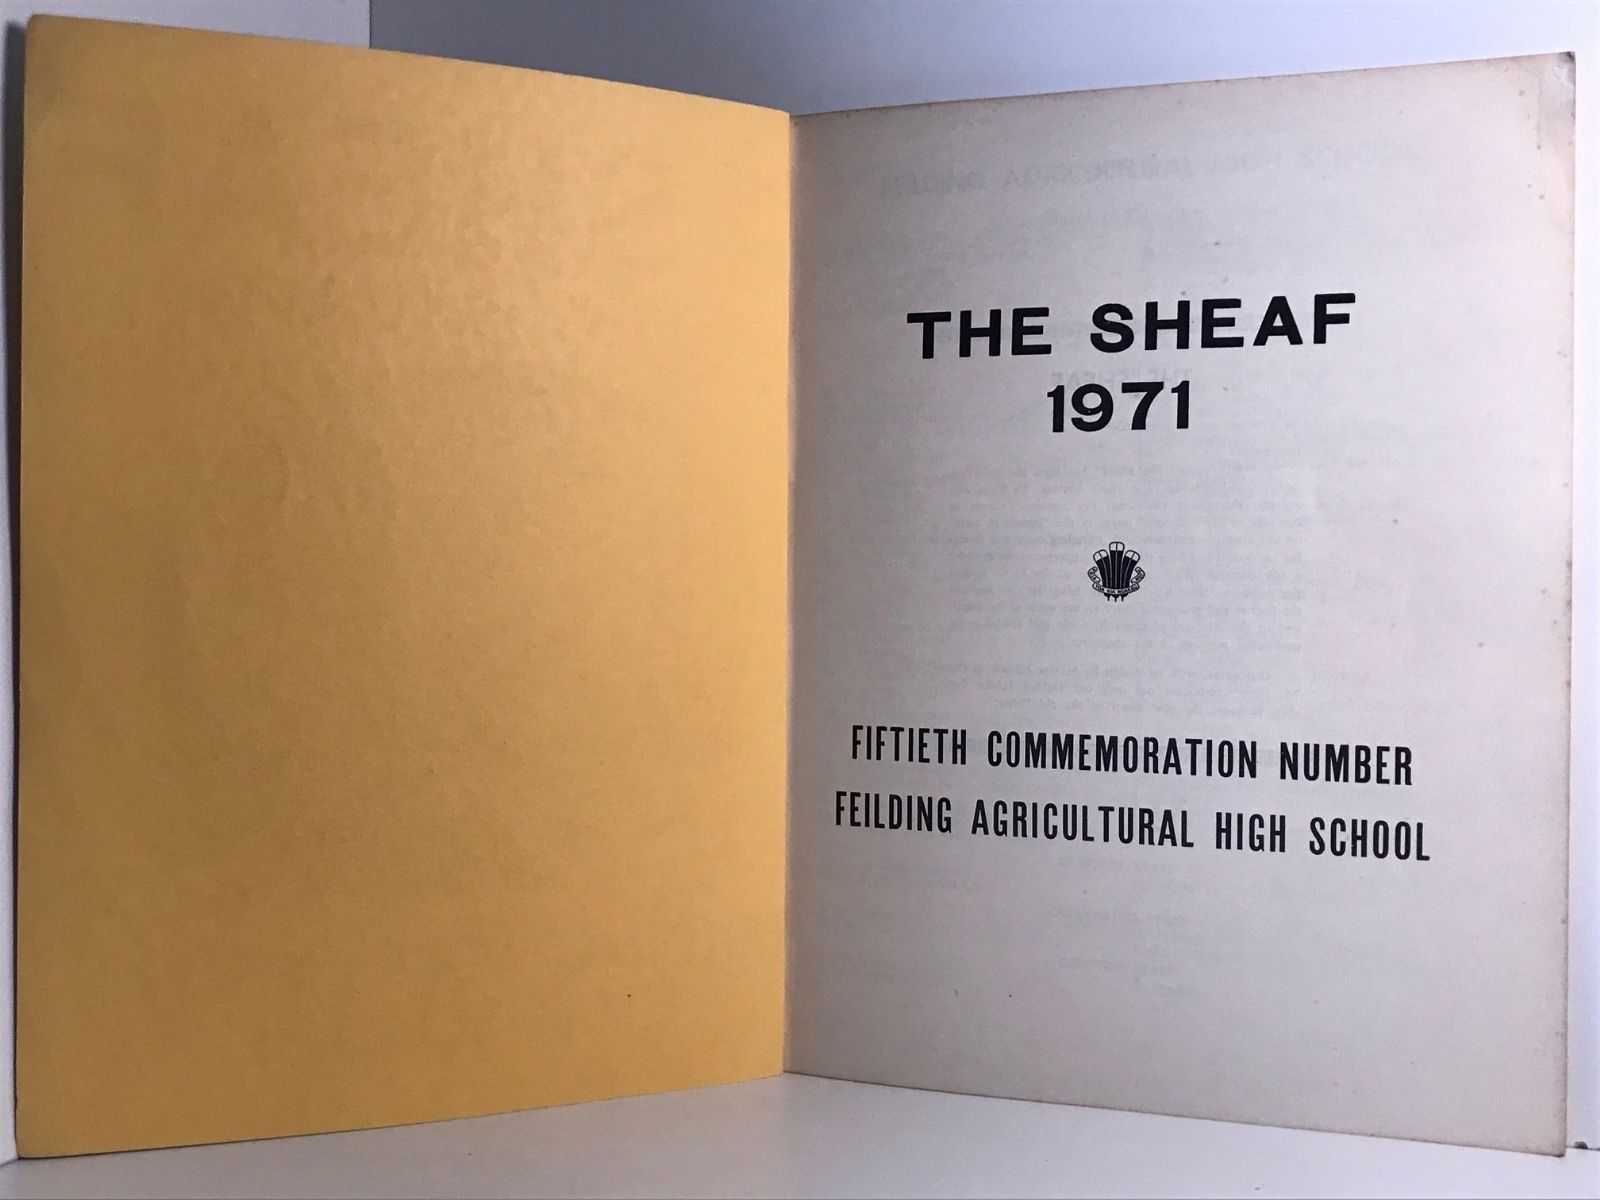 THE SHEAF
1971
FIFTIETH COMMEMORATION NUMBER
FEILDING AGRICULTURAL HIGH SCHOOL